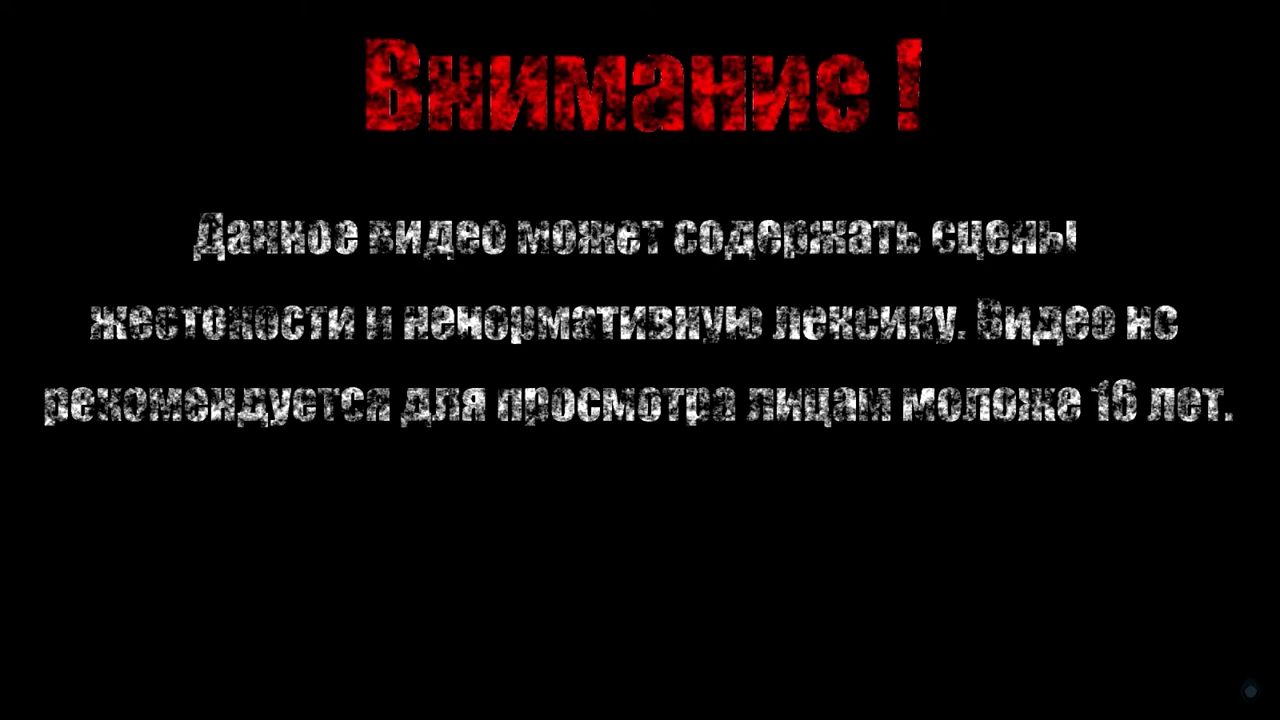 Внимание !
Данное видео может содержать сцены
жестокости и ненормативную лексику. Видео не
рекомендуется для просмотра лицам моложе 16 лет.